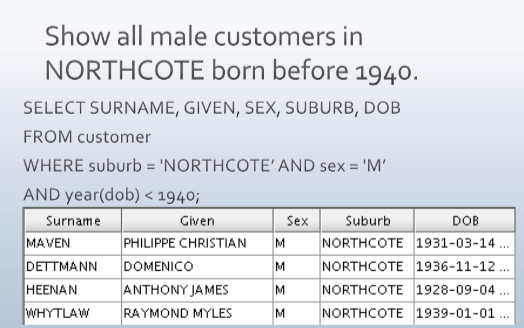 Show all male customers in
NORTHCOTE born before 1940.
SELECT SURNAME, GIVEN, SEX, SUBURB, DOB
FROM customer
WHERE suburb = 'NORTHCOTE’ AND sex = 'M’
AND year(dob) < 1940;
Surname Given Sex Suburb DOB
MAVEN PHILIPPE CHRISTIAN M NORTHCOTE 1931-03-14 ...
DETTMANN DOMENICO M NORTHCOTE 1936-11-12 ...
HEENAN ANTHONY JAMES M NORTHCOTE 1928-09-04 ...
WHYTLAW RAYMOND MYLES M NORTHCOTE 1939-01-01 ...